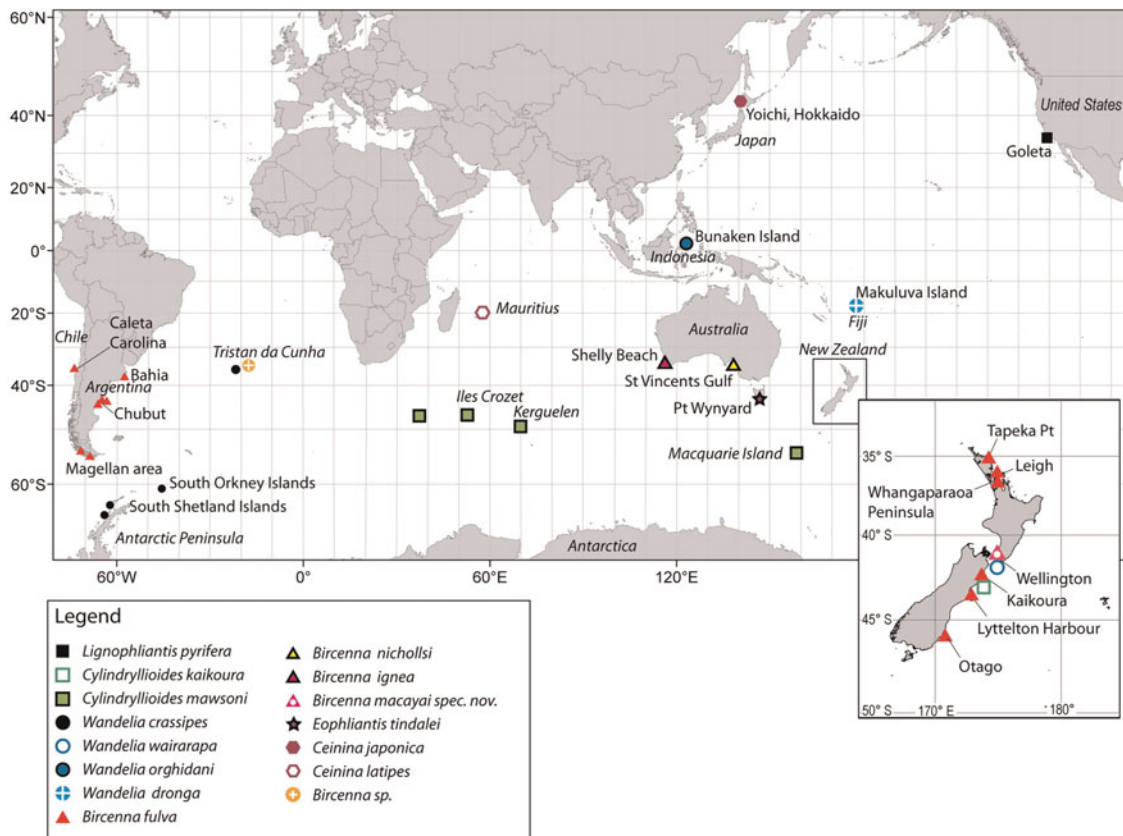 60°N
40°N
20°N
0°
20°S
40°S
60°S
60°W
0°
60°E
120°E
United States
Goleta
Yoichi, Hokkaido
Japan
Bunaken Island
Indonesia
Makuluva Island
Fiji
Mauritius
Australia
Shelly Beach
St Vincents Gulf
Pt Wynyard
New Zealand
Chile
Caleta
Carolina
Bahia
Argentina
Chubut
Magellan area
Tristan da Cunha
Iles Crozet
Kerguelen
Macquarie Island
South Orkney Islands
South Shetland Islands
Antarctic Peninsula
Antarctica
35° S
40° S
45° S
50° S
170° E
180°
Tapeka Pt
Leigh
Whangaparaoa
Peninsula
Wellington
Kaikoura
Lyttelton Harbour
Otago
Legend
Lignophliantis pyrifera
Cylindryllioides kaikoura
Cylindryllioides mawsoni
Wandelia crassipes
Wandelia wairarapa
Wandelia orghidani
Wandelia dronga
Bircenna fulva
Bircenna nichollsi
Bircenna ignea
Bircenna macayai spec. nov.
Eophliantis tindalei
Ceinina japonica
Ceinina latipes
Bircenna sp.